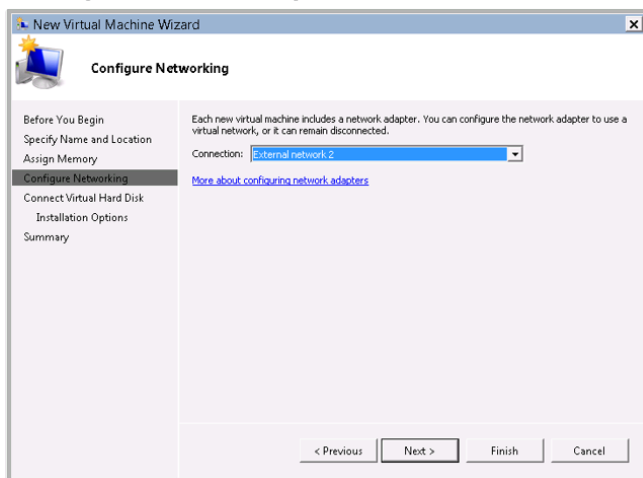 New Virtual Machine Wizard
Configure Networking
Before You Begin
Specify Name and Location
Assign Memory
Configure Networking
Connect Virtual Hard Disk
Installation Options
Summary
Each new virtual machine includes a network adapter. You can configure the network adapter to use a
virtual network, or it can remain disconnected.
Connection: External network 2
More about configuring network adapters
< Previous Next > Finish Cancel